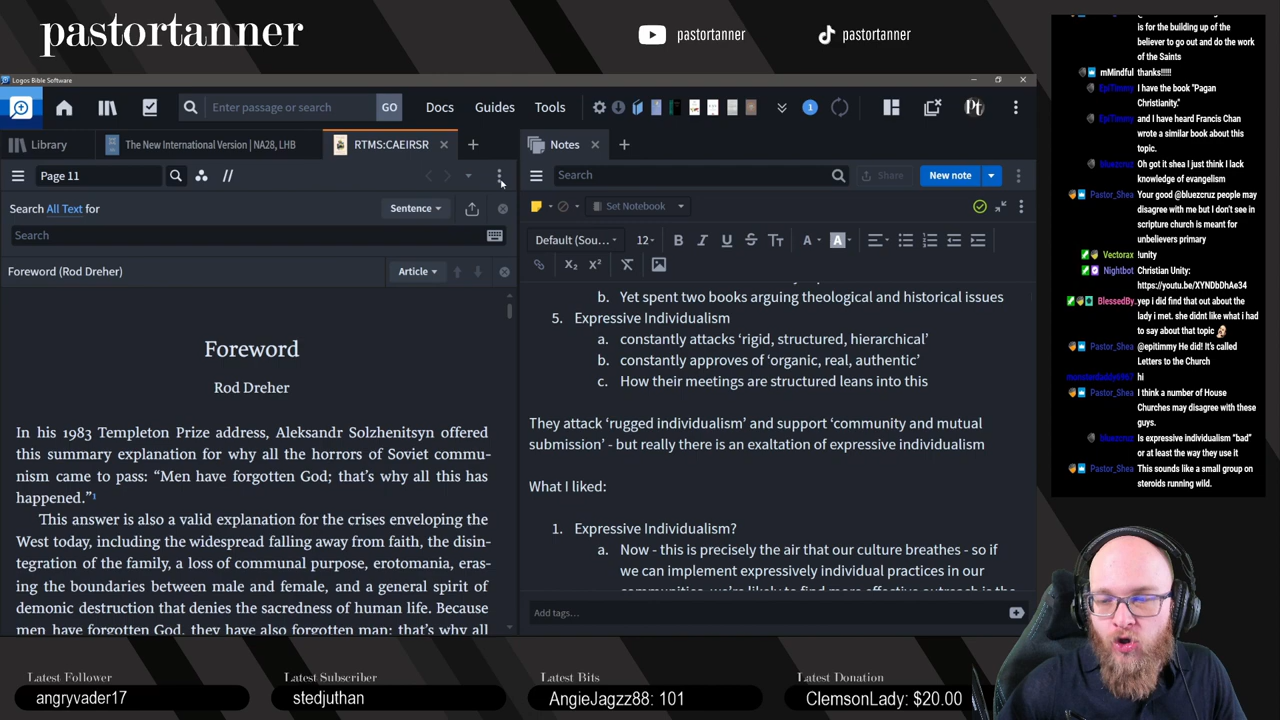 pastortanner
pastortanner
pastortanner
Logos Bible Software
Enter passage or search
GO
Docs
Guides
Tools
1
Library
The New International Version | NA28, LHB
RTMS:CAEIRSR
Page 11
Search All Text for
Sentence
Search
Foreword (Rod Dreher)
Article
Foreword
Rod Dreher
In his 1983 Templeton Prize address, Aleksandr Solzhenitsyn offered
this summary explanation for why all the horrors of Soviet commu-
nism came to pass: “Men have forgotten God; that’s why all this has
happened.”1
This answer is also a valid explanation for the crises enveloping the
West today, including the widespread falling away from faith, the disin-
tegration of the family, a loss of communal purpose, erotomania, eras-
ing the boundaries between male and female, and a general spirit of
demonic destruction that denies the sacredness of human life. Because
men have forgotten God, they have also forgotten man; that’s why all
Notes
Search
Share
New note
Set Notebook
Default (Sou...
12
b. Yet spent two books arguing theological and historical issues
5. Expressive Individualism
a. constantly attacks ‘rigid, structured, hierarchical’
b. constantly approves of ‘organic, real, authentic’
c. How their meetings are structured leans into this
They attack ‘rugged individualism’ and support ‘community and mutual
submission’ - but really there is an exaltation of expressive individualism
What I liked:
1. Expressive Individualism?
a. Now - this is precisely the air that our culture breathes - so if
we can implement expressively individual practices in our
Add tags...
is for the building up of the
believer to go out and do the work
of the Saints
mMindful thanks!!!!!
EpiTimmy I have the book "Pagan
Christianity."
EpiTimmy and I have heard Francis Chan
wrote a similar book about this
topic.
bluezcruz Oh got it shea I just think I lack
knowledge of evangelism
Pastor_Shea Your good @bluezcruz people may
disagree with me but I don't see in
scripture church is meant for
unbelievers primary
Vectorax !unity
Nightbot Christian Unity:
https://youtu.be/XYNDbDhAe34
BlessedBy. yep i did find that out about the
lady i met. she didnt like what i had
to say about that topic
Pastor_Shea @epitimmy He did! It's called
Letters to the Church
hi
Pastor_Shea I think a number of House
Churches may disagree with these
guys.
bluezcruz Is expressive individualism “bad”
or at least the way they use it
Pastor_Shea This sounds like a small group on
steroids running wild.
Latest Follower
angryvader17
Latest Subscriber
stedjuthan
Latest Bits
AngieJagzz88: 101
Latest Donation
ClemsonLady: $20.00